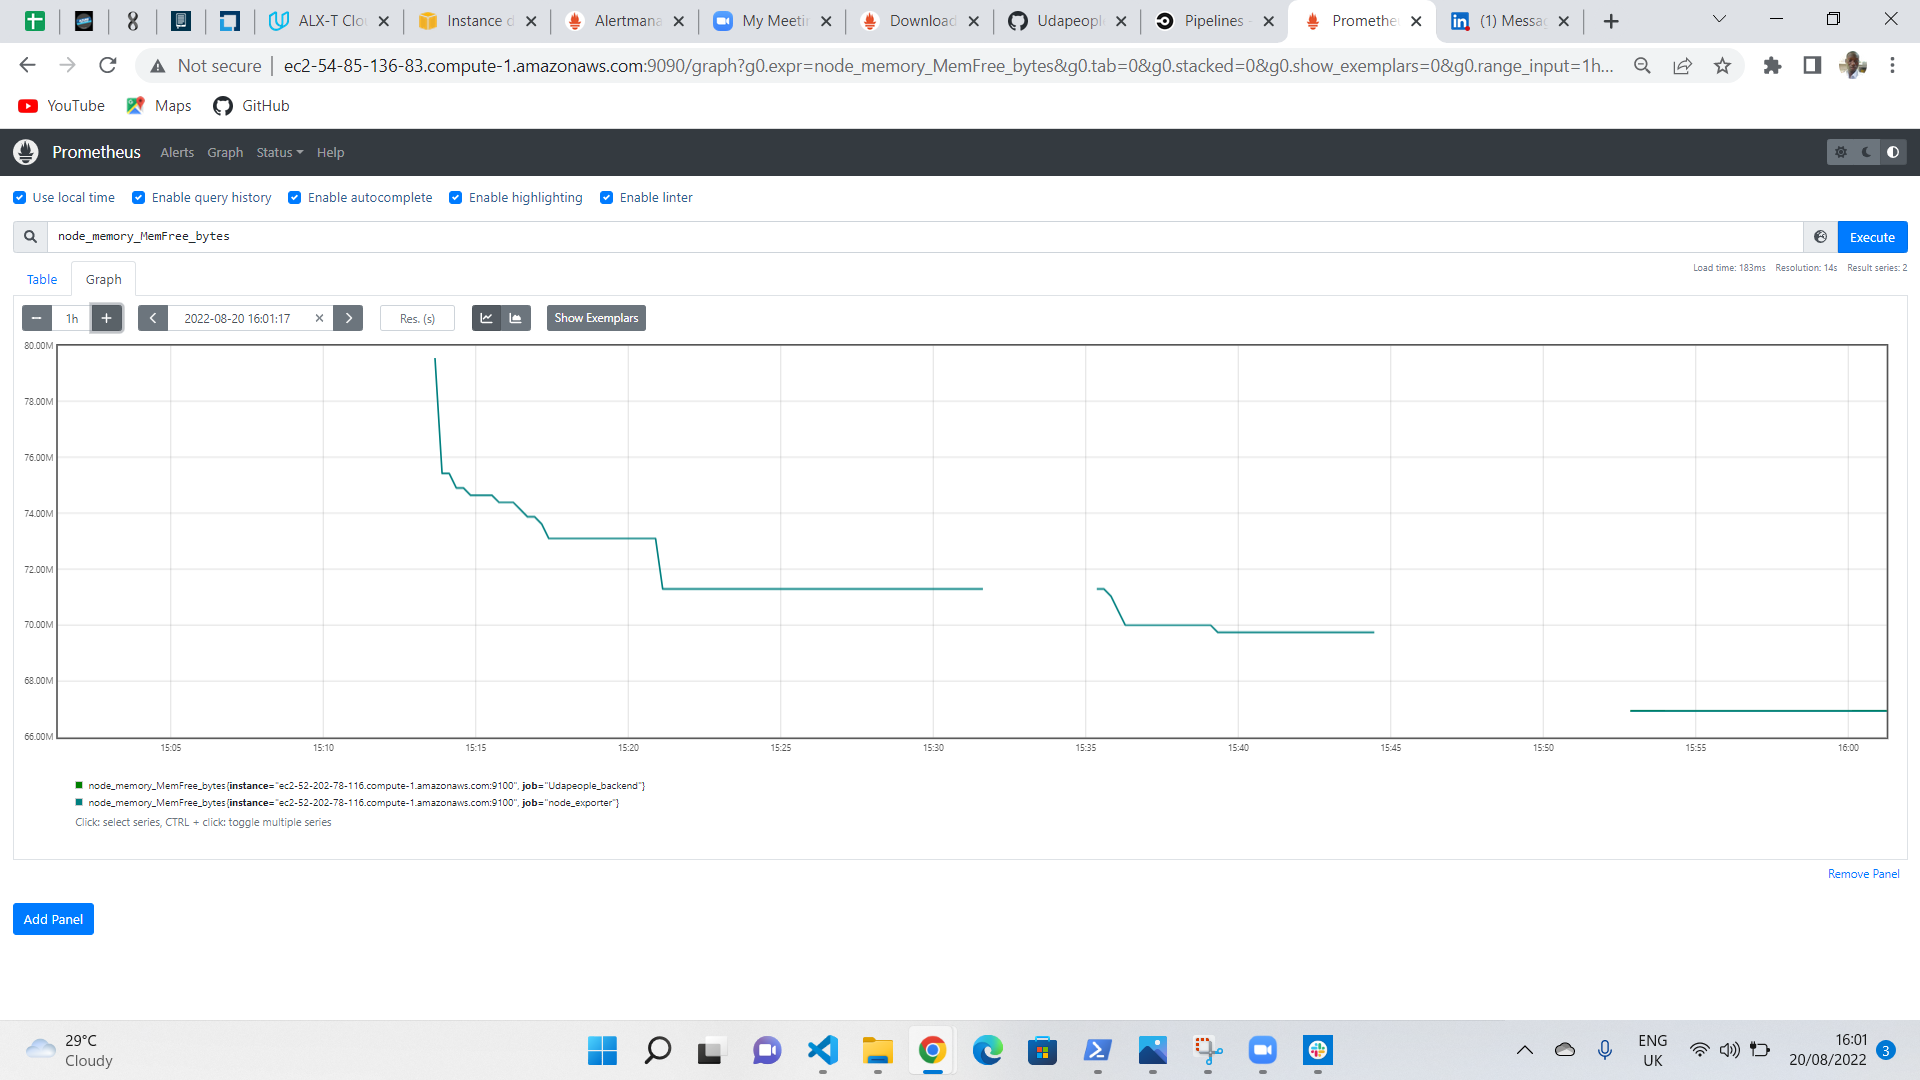 ALX-T Clo
Instance d
Alertmana
My Meetin
Download
Udapeople
Pipelines -
Prometheu
(1) Messag
Not secure
ec2-54-85-136-83.compute-1.amazonaws.com:9090/graph?g0.expr=node_memory_MemFree_bytes&g0.tab=0&g0.stacked=0&g0.show_exemplars=0&g0.range_input=1h...
YouTube
Maps
GitHub
Prometheus
Alerts
Graph
Status
Help
Use local time
Enable query history
Enable autocomplete
Enable highlighting
Enable linter
node_memory_MemFree_bytes
Execute
Table
Graph
Load time: 183ms
Resolution: 14s
Result series: 2
1h
2022-08-20 16:01:17
Res. (s)
Show Exemplars
80.00M
78.00M
76.00M
74.00M
72.00M
70.00M
68.00M
66.00M
15:05
15:10
15:15
15:20
15:25
15:30
15:35
15:40
15:45
15:50
15:55
16:00
node_memory_MemFree_bytes{instance="ec2-52-202-78-116.compute-1.amazonaws.com:9100", job="Udapeople_backend"}
node_memory_MemFree_bytes{instance="ec2-52-202-78-116.compute-1.amazonaws.com:9100", job="node_exporter"}
Click: select series, CTRL + click: toggle multiple series
Remove Panel
Add Panel
29°C
Cloudy
ENG
UK
16:01
20/08/2022
3